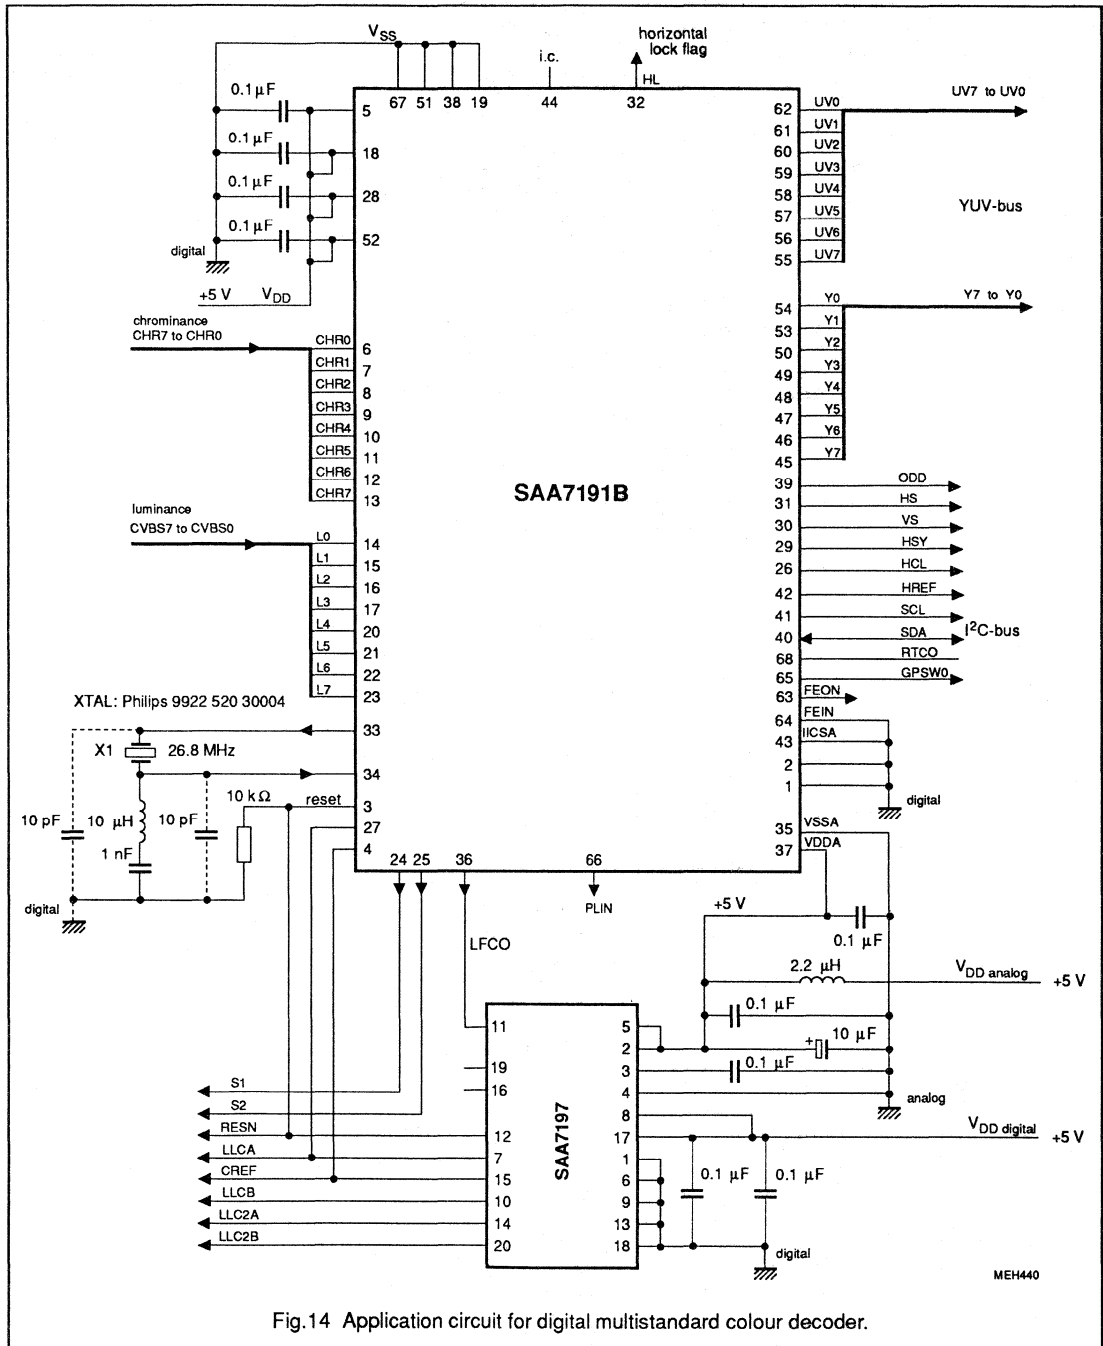 VSS
horizontal
lock flag
i.c.
HL
67 51 38 19 44 32
0.1 µF
5
0.1 µF
18
0.1 µF
28
0.1 µF
52
digital
+5 V VDD
chrominance
CHR7 to CHR0
CHR0 6
CHR1 7
CHR2 8
CHR3 9
CHR4 10
CHR5 11
CHR6 12
CHR7 13
luminance
CVBS7 to CVBS0
L0 14
L1 15
L2 16
L3 17
L4 20
L5 21
L6 22
L7 23
XTAL: Philips 9922 520 30004
33
X1 26.8 MHz
34
10 kΩ reset 3
10 pF 10 µH 10 pF
27
1 nF
4
digital
SAA7191B
62 UV0
61 UV1
60 UV2
59 UV3
58 UV4
57 UV5
56 UV6
55 UV7
UV7 to UV0
YUV-bus
54 Y0
53 Y1
50 Y2
49 Y3
48 Y4
47 Y5
46 Y6
45 Y7
Y7 to Y0
39 ODD
31 HS
30 VS
29 HSY
26 HCL
42 HREF
41 SCL
40 SDA
I2C-bus
68 RTCO
65 GPSW0
63 FEON
64 FEIN
43 IICSA
2
1
digital
35 VSSA
37 VDDA
24 25 36 66
PLIN
LFCO
+5 V
0.1 µF
2.2 µH
VDD analog
+5 V
0.1 µF
+ 10 µF
0.1 µF
analog
VDD digital
+5 V
0.1 µF 0.1 µF
digital
SAA7197
11
19
16
12
7
15
10
14
20
5
2
3
4
8
17
1
6
9
13
18
S1
S2
RESN
LLCA
CREF
LLCB
LLC2A
LLC2B
MEH440
Fig.14 Application circuit for digital multistandard colour decoder.